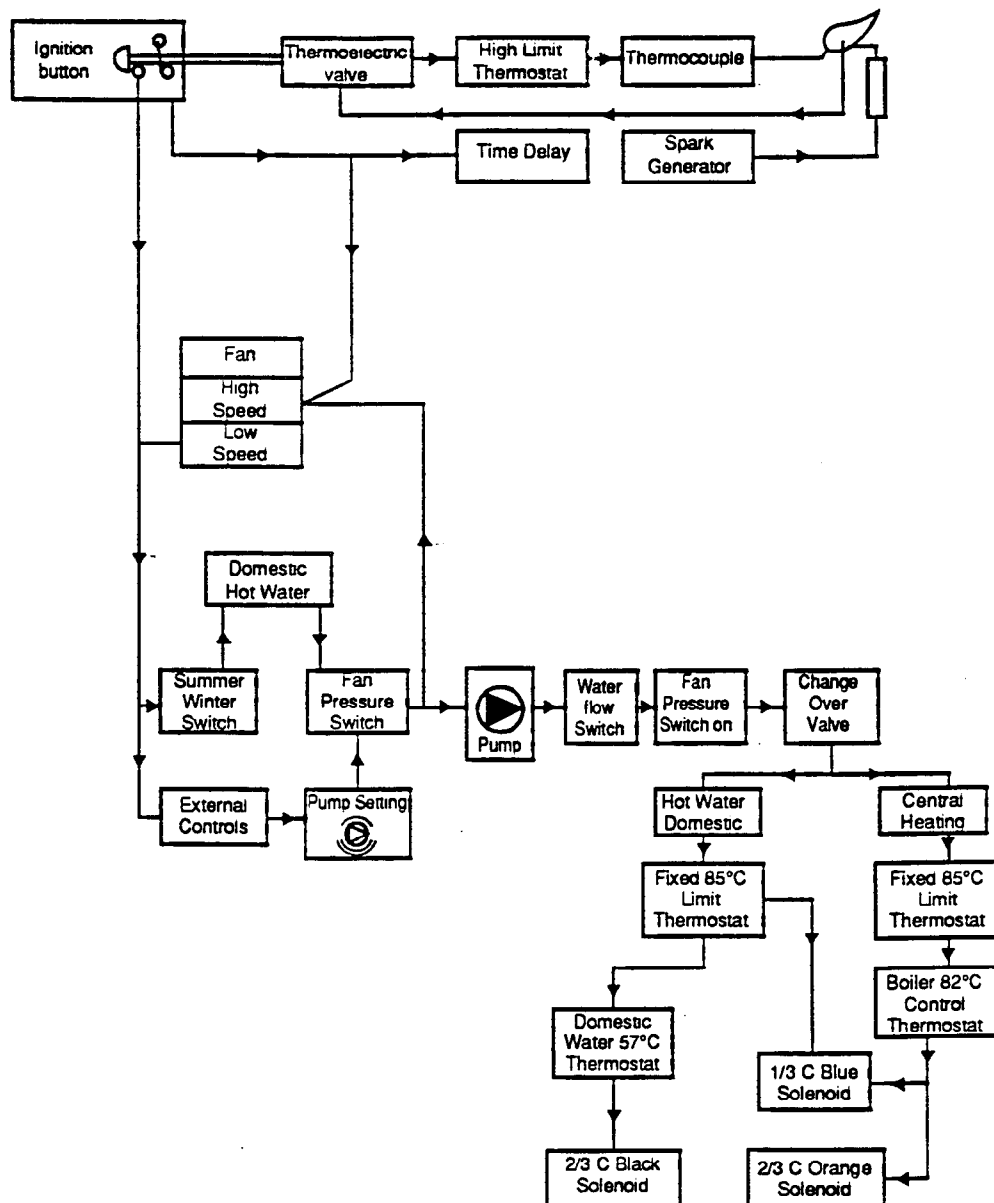 Ignition
button
Thermoelectric
valve
High Limit
Thermostat
Thermocouple
Time Delay
Spark
Generator
Fan
High
Speed
Low
Speed
Domestic
Hot Water
Summer
Winter
Switch
Fan
Pressure
Switch
Pump
Water
flow
Switch
Fan
Pressure
Switch on
Change
Over
Valve
External
Controls
Pump Setting
Hot Water
Domestic
Central
Heating
Fixed 85°C
Limit
Thermostat
Fixed 85°C
Limit
Thermostat
Boiler 82°C
Control
Thermostat
Domestic
Water 57°C
Thermostat
1/3 C Blue
Solenoid
2/3 C Black
Solenoid
2/3 C Orange
Solenoid